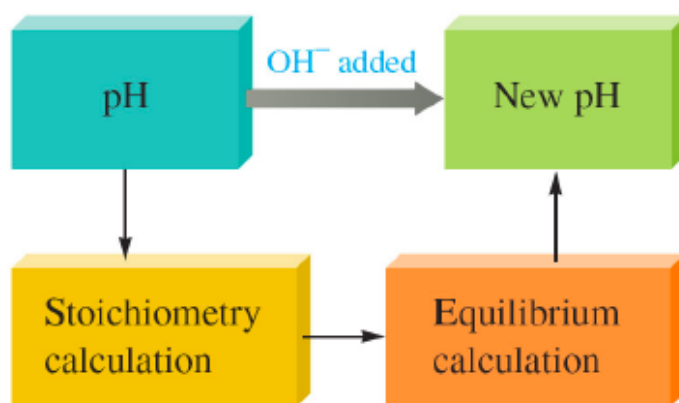 pH
OH⁻ added
New pH
Stoichiometry
calculation
Equilibrium
calculation